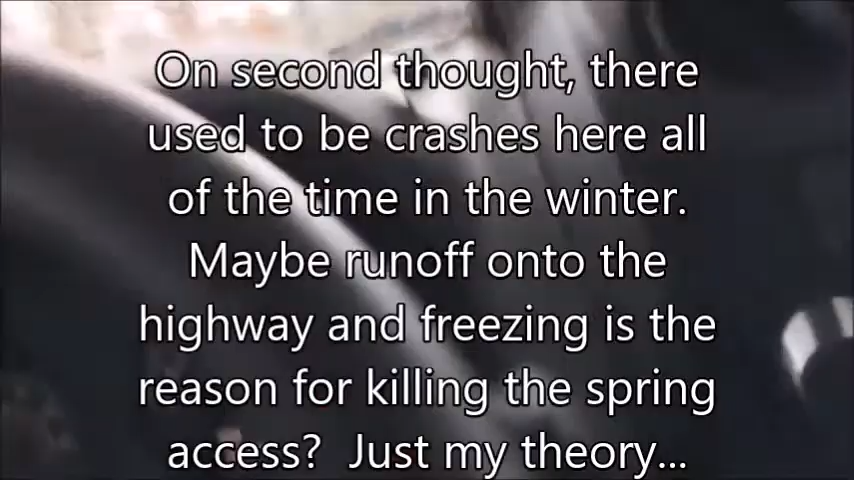 On second thought, there
used to be crashes here all
of the time in the winter.
Maybe runoff onto the
highway and freezing is the
reason for killing the spring
access?  Just my theory...